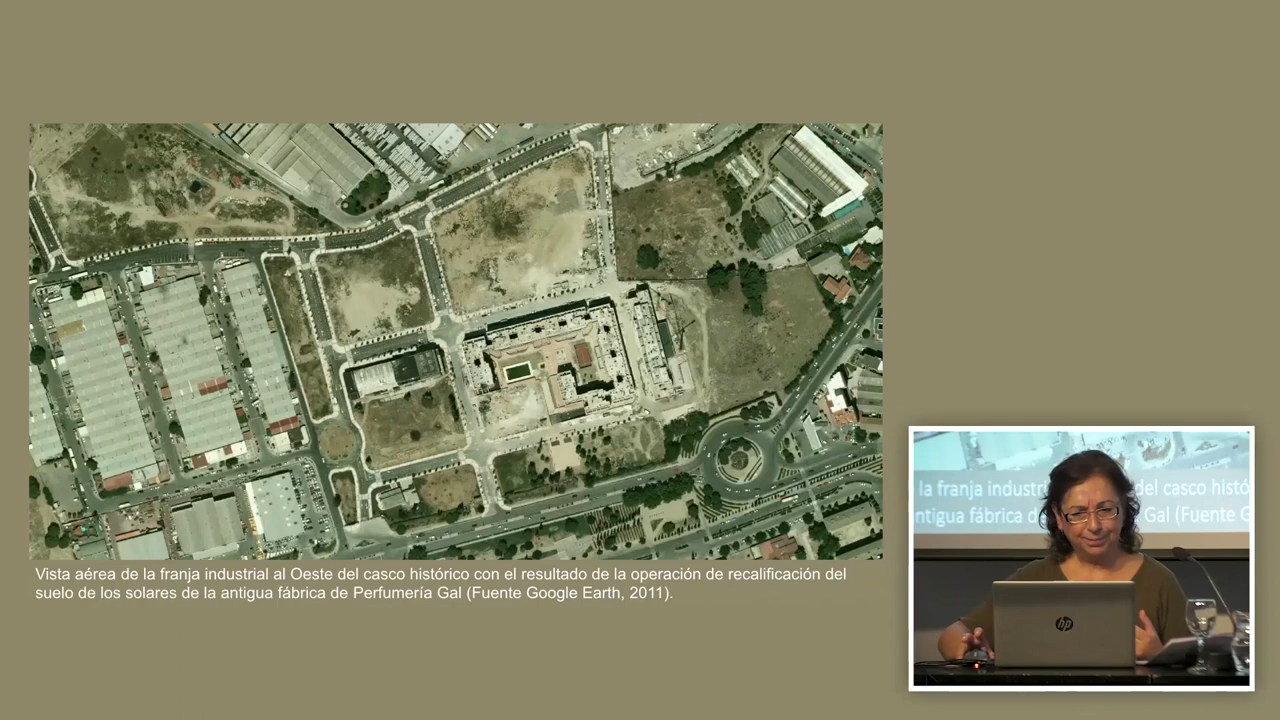 Vista aérea de la franja industrial al Oeste del casco histórico con el resultado de la operación de recalificación del
suelo de los solares de la antigua fábrica de Perfumería Gal (Fuente Google Earth, 2011).
la franja industri del casco histó
ntigua fábrica d Gal (Fuente G
hp